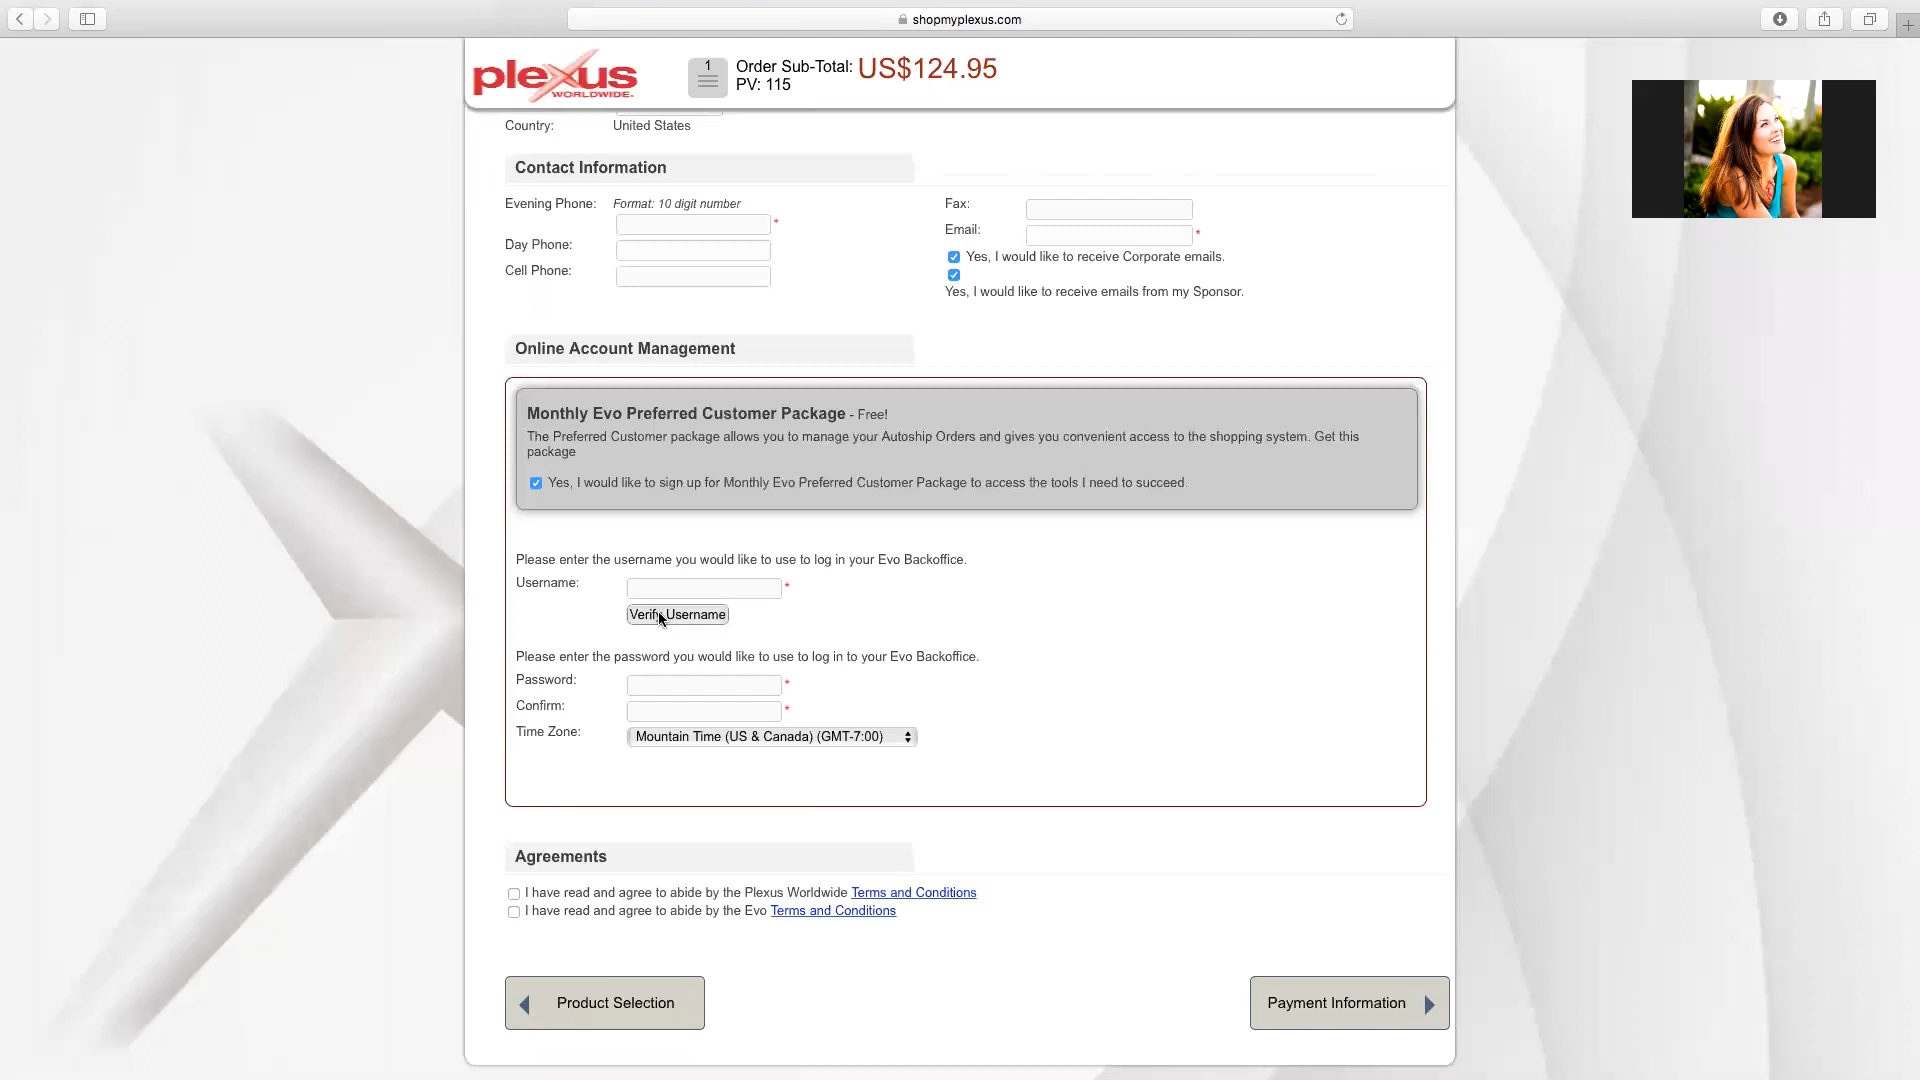 shopmyplexus.com
plexus
WORLDWIDE.
1
Order Sub-Total: US$124.95
PV: 115
Country: United States
Contact Information
Evening Phone: Format: 10 digit number
*
Day Phone:
Cell Phone:
Fax:
Email:
*
Yes, I would like to receive Corporate emails.
Yes, I would like to receive emails from my Sponsor.
Online Account Management
Monthly Evo Preferred Customer Package - Free!
The Preferred Customer package allows you to manage your Autoship Orders and gives you convenient access to the shopping system. Get this
package
Yes, I would like to sign up for Monthly Evo Preferred Customer Package to access the tools I need to succeed.
Please enter the username you would like to use to log in your Evo Backoffice.
Username: *
Verify Username
Please enter the password you would like to use to log in to your Evo Backoffice.
Password: *
Confirm: *
Time Zone: Mountain Time (US & Canada) (GMT-7:00)
Agreements
I have read and agree to abide by the Plexus Worldwide Terms and Conditions
I have read and agree to abide by the Evo Terms and Conditions
Product Selection
Payment Information